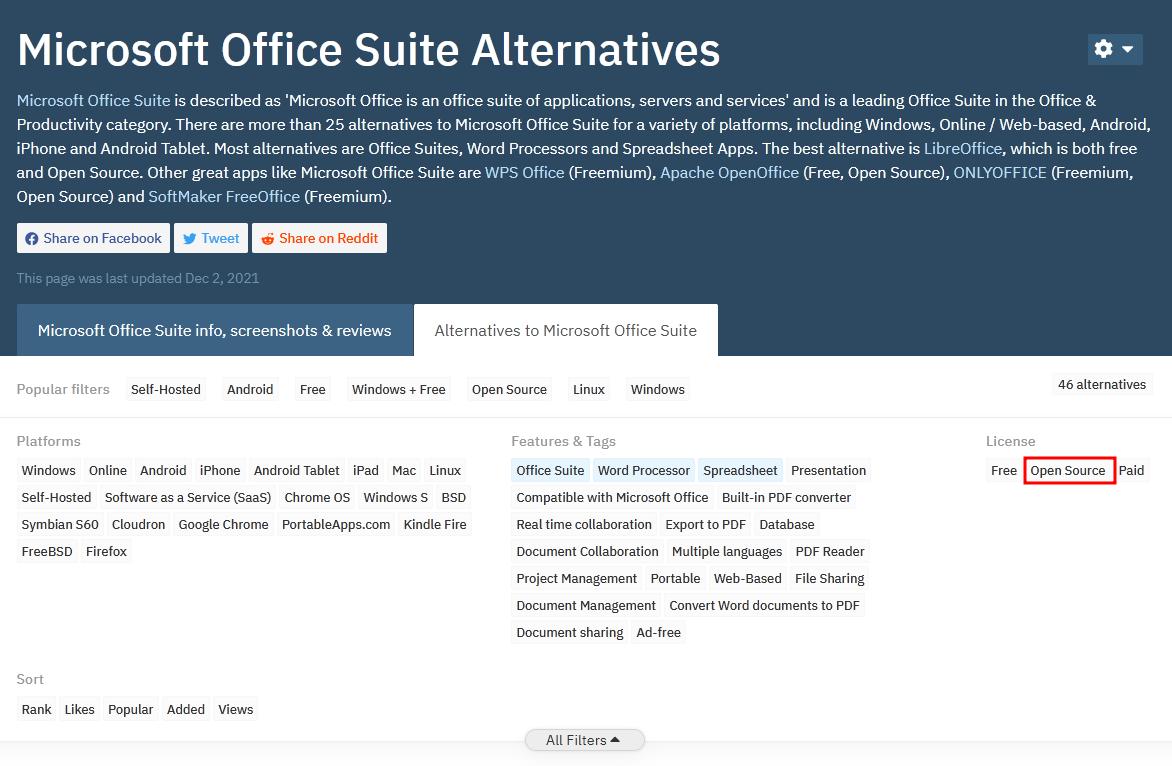 Microsoft Office Suite Alternatives
Microsoft Office Suite is described as 'Microsoft Office is an office suite of applications, servers and services' and is a leading Office Suite in the Office &
Productivity category. There are more than 25 alternatives to Microsoft Office Suite for a variety of platforms, including Windows, Online / Web-based, Android,
iPhone and Android Tablet. Most alternatives are Office Suites, Word Processors and Spreadsheet Apps. The best alternative is LibreOffice, which is both free
and Open Source. Other great apps like Microsoft Office Suite are WPS Office (Freemium), Apache OpenOffice (Free, Open Source), ONLYOFFICE (Freemium,
Open Source) and SoftMaker FreeOffice (Freemium).
Share on Facebook Tweet Share on Reddit
This page was last updated Dec 2, 2021
Microsoft Office Suite info, screenshots & reviews Alternatives to Microsoft Office Suite
Popular filters Self-Hosted Android Free Windows + Free Open Source Linux Windows 46 alternatives
Platforms
Windows Online Android iPhone Android Tablet iPad Mac Linux
Self-Hosted Software as a Service (SaaS) Chrome OS Windows S BSD
Symbian S60 Cloudron Google Chrome PortableApps.com Kindle Fire
FreeBSD Firefox
Features & Tags
Office Suite Word Processor Spreadsheet Presentation
Compatible with Microsoft Office Built-in PDF converter
Real time collaboration Export to PDF Database
Document Collaboration Multiple languages PDF Reader
Project Management Portable Web-Based File Sharing
Document Management Convert Word documents to PDF
Document sharing Ad-free
License
Free Open Source Paid
Sort
Rank Likes Popular Added Views
All Filters